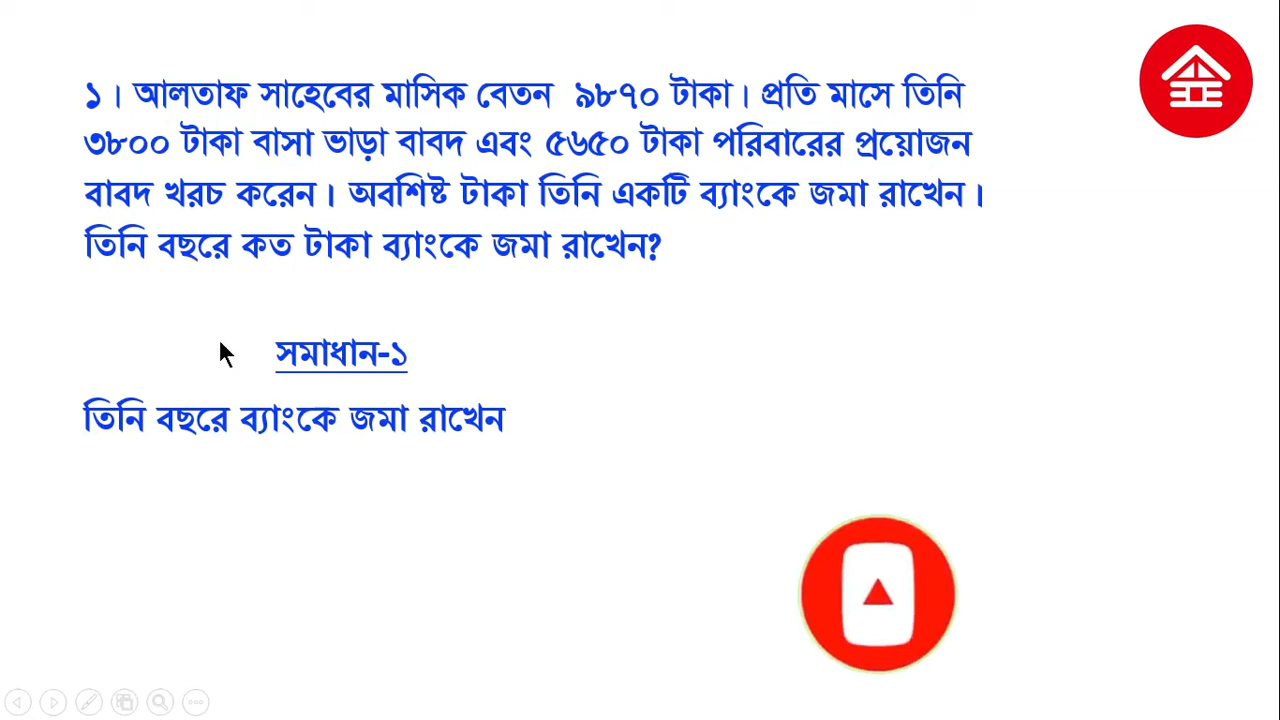 ১। আলতাফ সাহেবের মাসিক বেতন ৯৮৭০ টাকা। প্রতি মাসে তিনি
৩৮০০ টাকা বাসা ভাড়া বাবদ এবং ৫৬৫০ টাকা পরিবারের প্রয়োজন
বাবদ খরচ করেন। অবশিষ্ট টাকা তিনি একটি ব্যাংকে জমা রাখেন।
তিনি বছরে কত টাকা ব্যাংকে জমা রাখেন?
সমাধান-১
তিনি বছরে ব্যাংকে জমা রাখেন